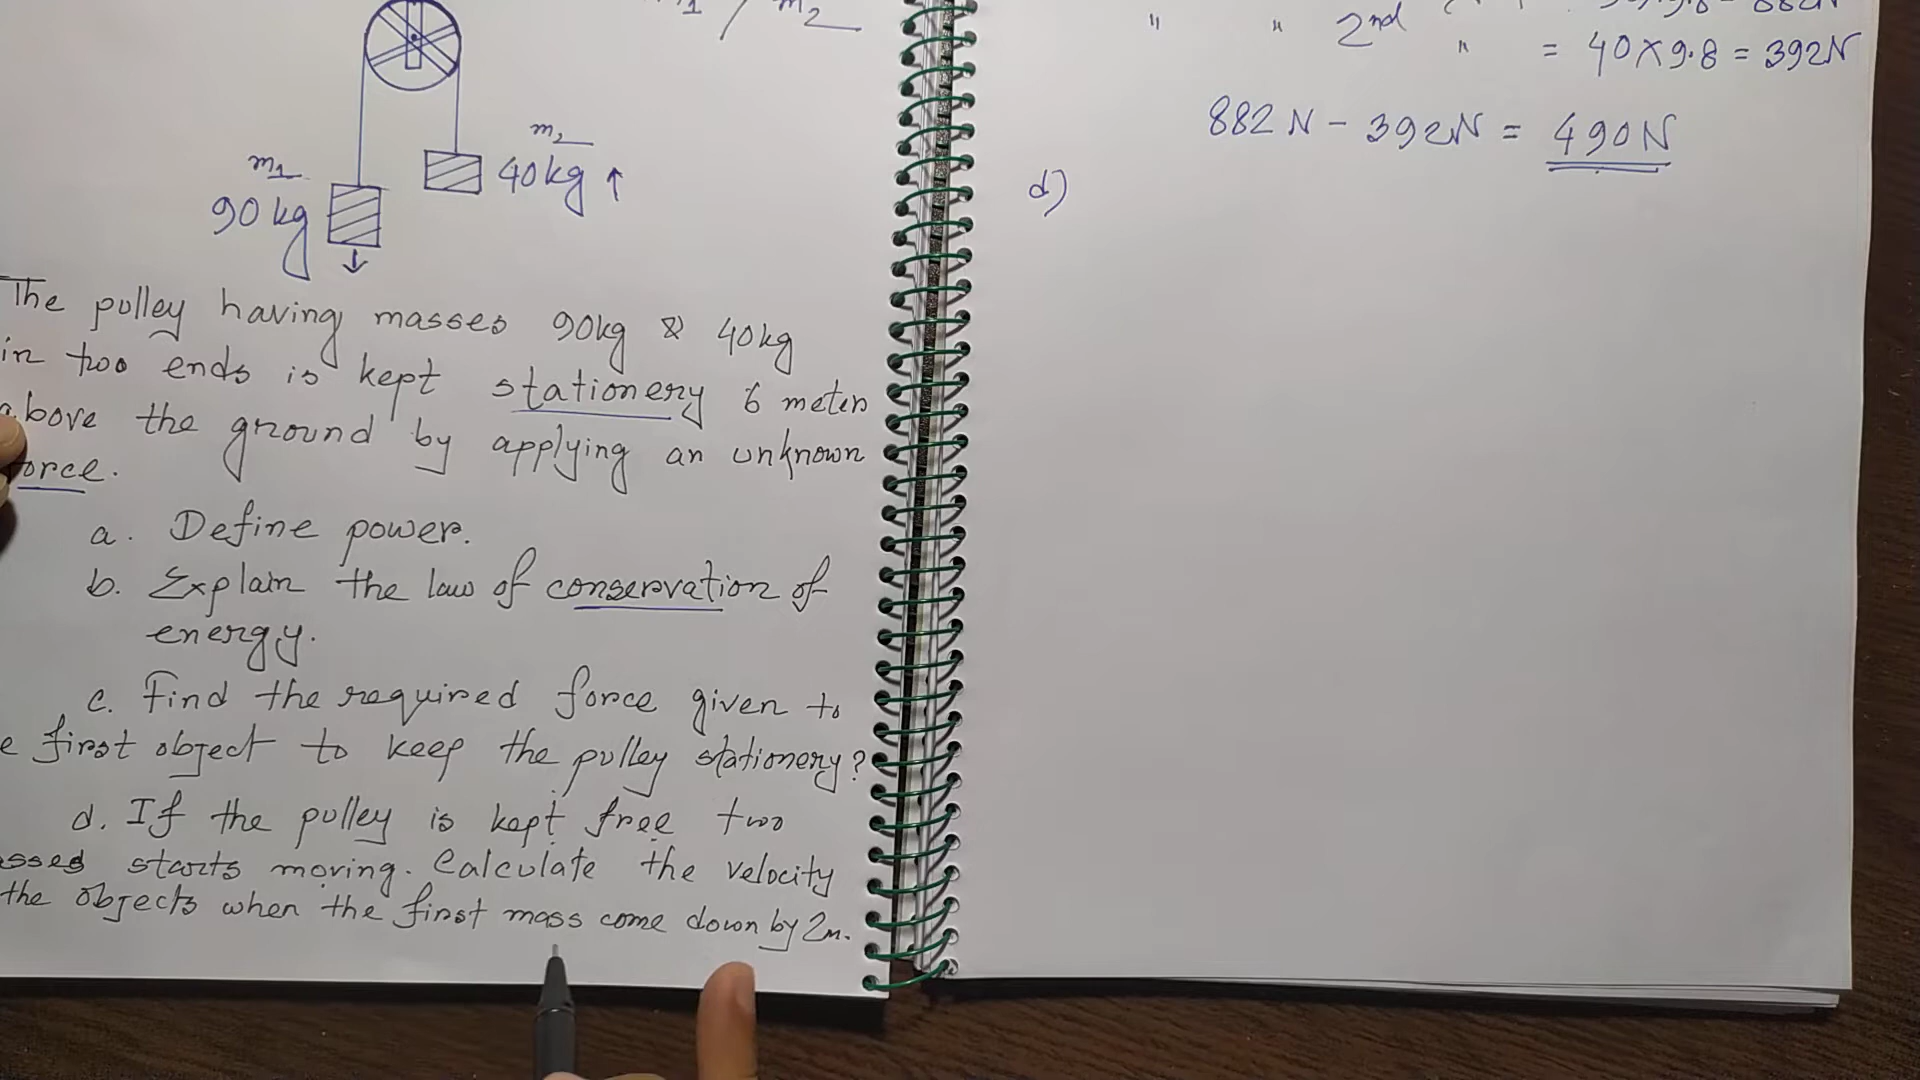 m1 / m2
m2
40kg ↑
m1
90 kg
↓
The pulley having masses 90kg & 40kg
in two ends is kept stationery 6 meter
above the ground by applying an unknown
force.
a. Define power.
b. Explain the law of conservation of
energy.
c. Find the required force given to
e first object to keep the pulley stationery?
d. If the pulley is kept free two
asses starts moving. Calculate the velocity
the objects when the first mass come down by 2m.
" " 2nd " = 40×9.8 = 392N
882 N - 392N = 490N
d)